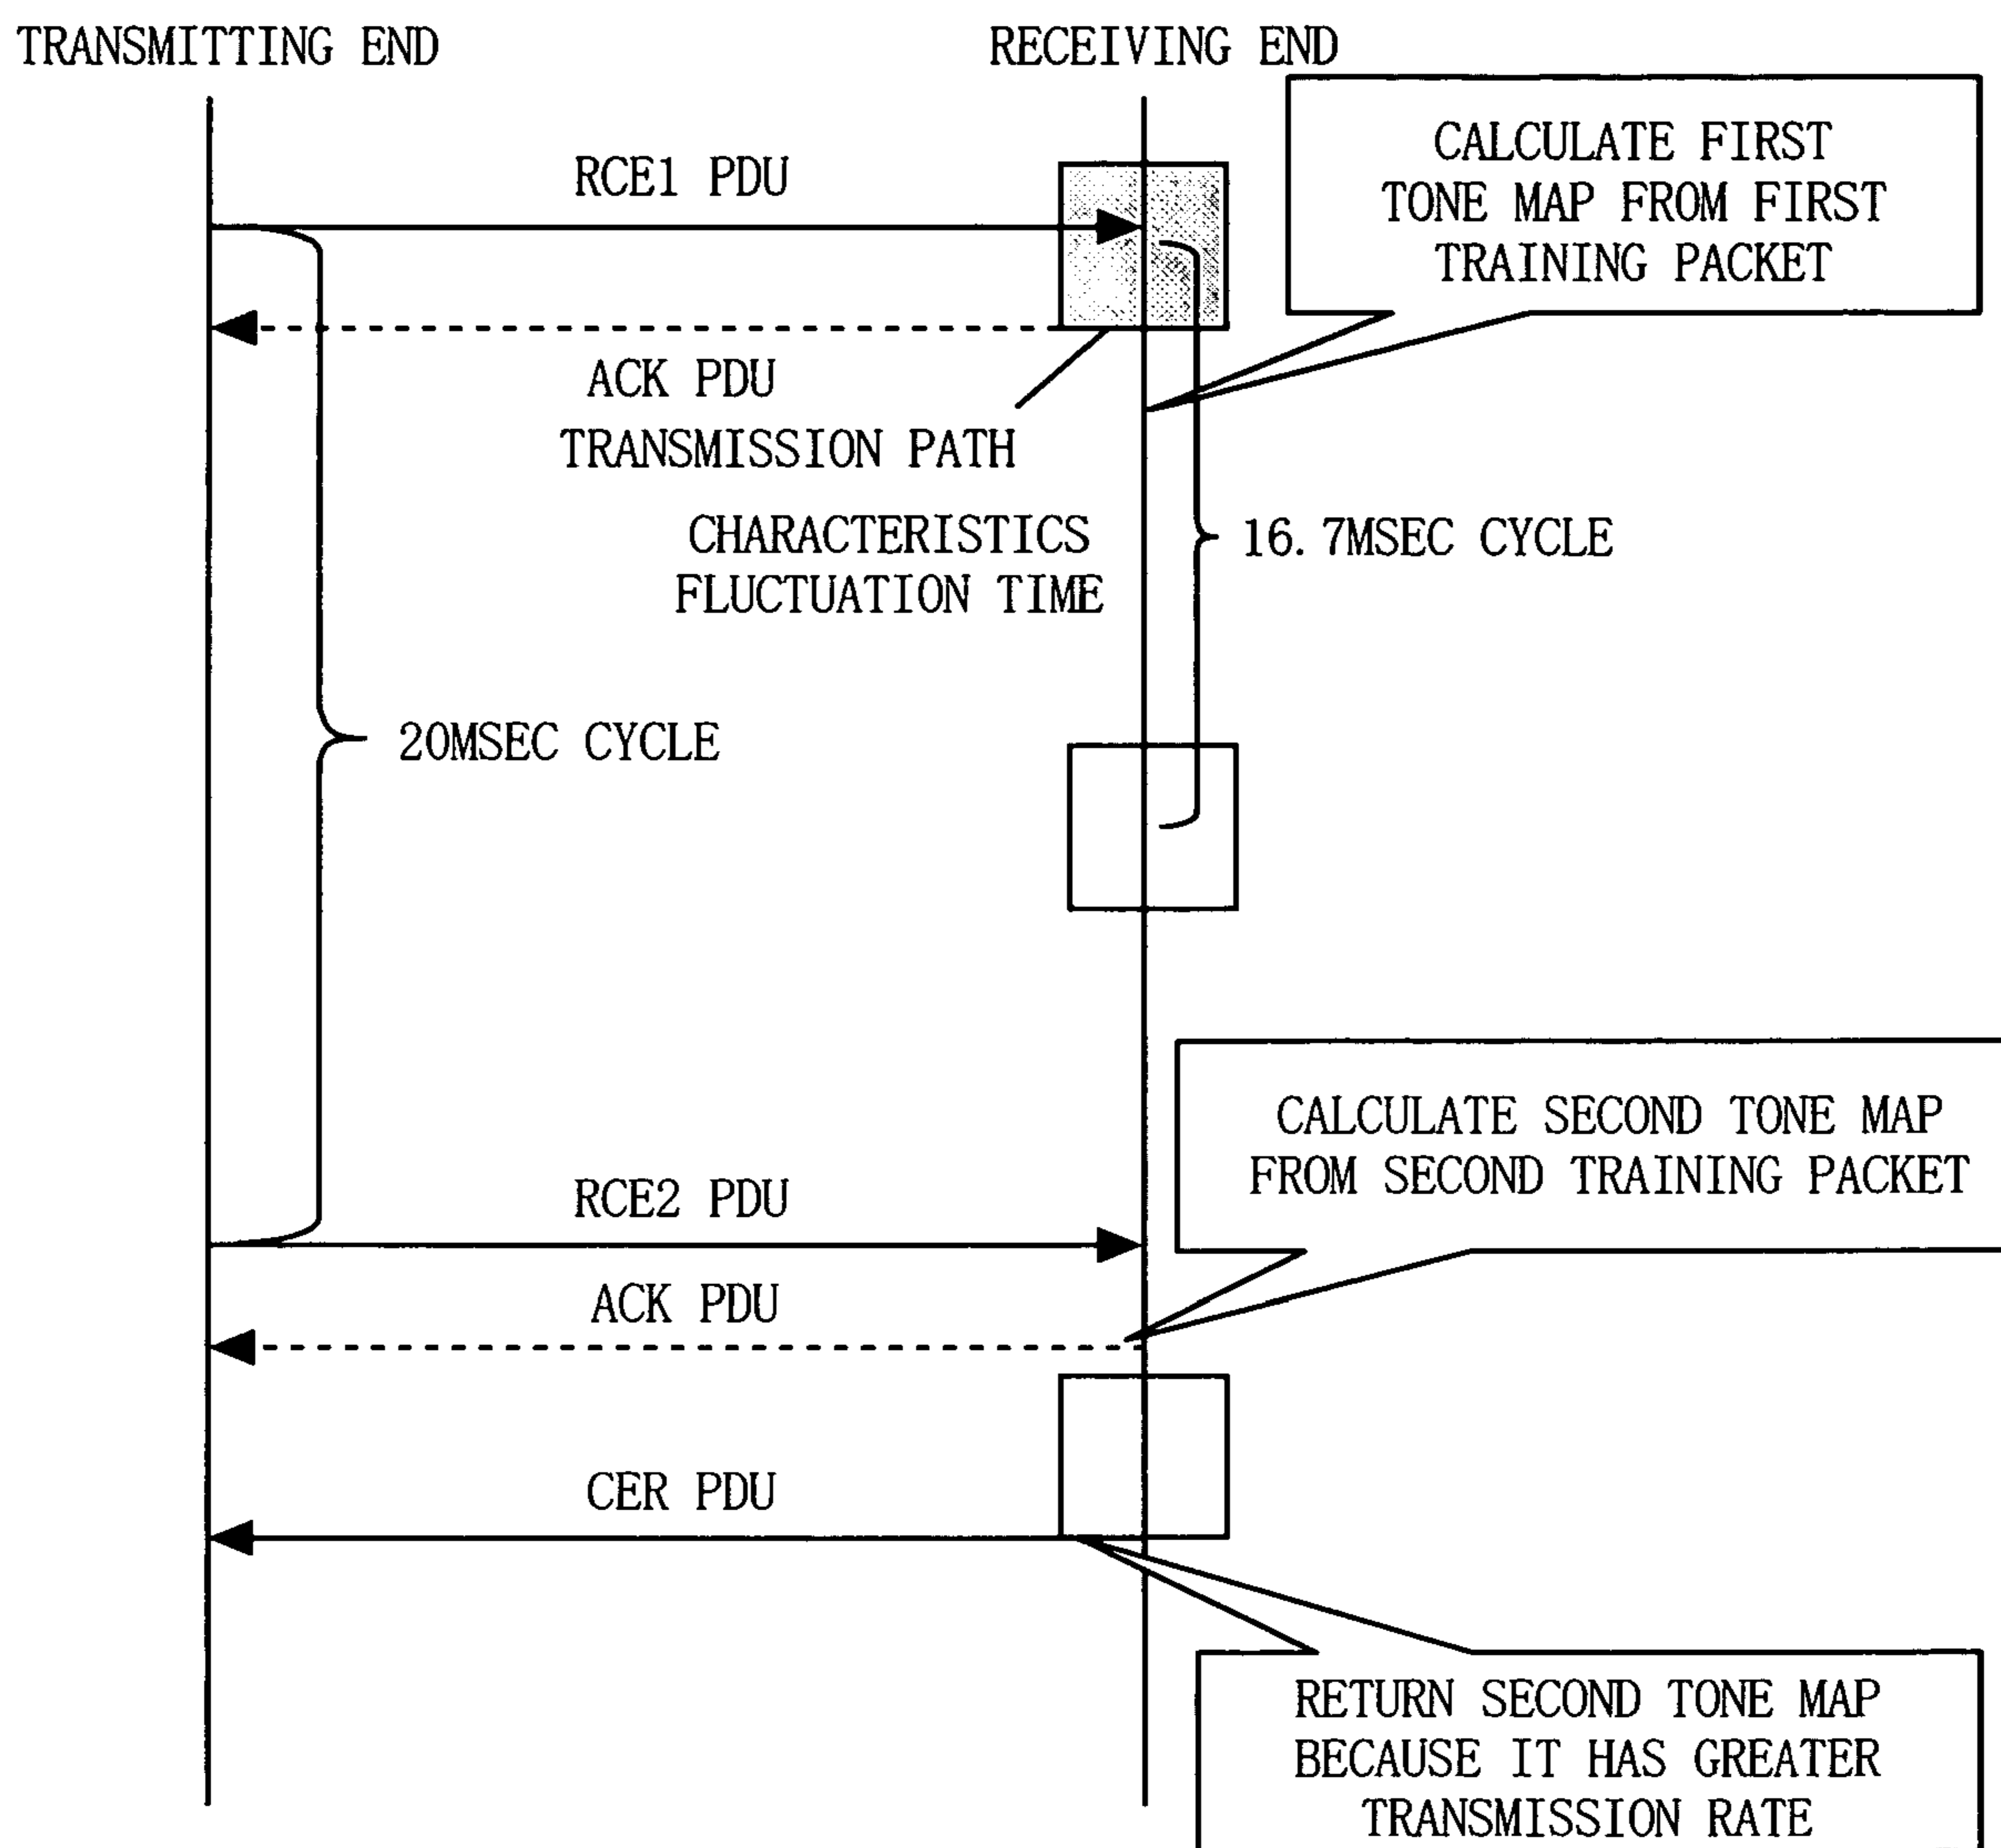 TRANSMITTING END
RECEIVING END
CALCULATE FIRST
TONE MAP FROM FIRST
TRAINING PACKET
RCE1 PDU
ACK PDU
TRANSMISSION PATH
CHARACTERISTICS
FLUCTUATION TIME
16.7MSEC CYCLE
20MSEC CYCLE
CALCULATE SECOND TONE MAP
FROM SECOND TRAINING PACKET
RCE2 PDU
ACK PDU
CER PDU
RETURN SECOND TONE MAP
BECAUSE IT HAS GREATER
TRANSMISSION RATE